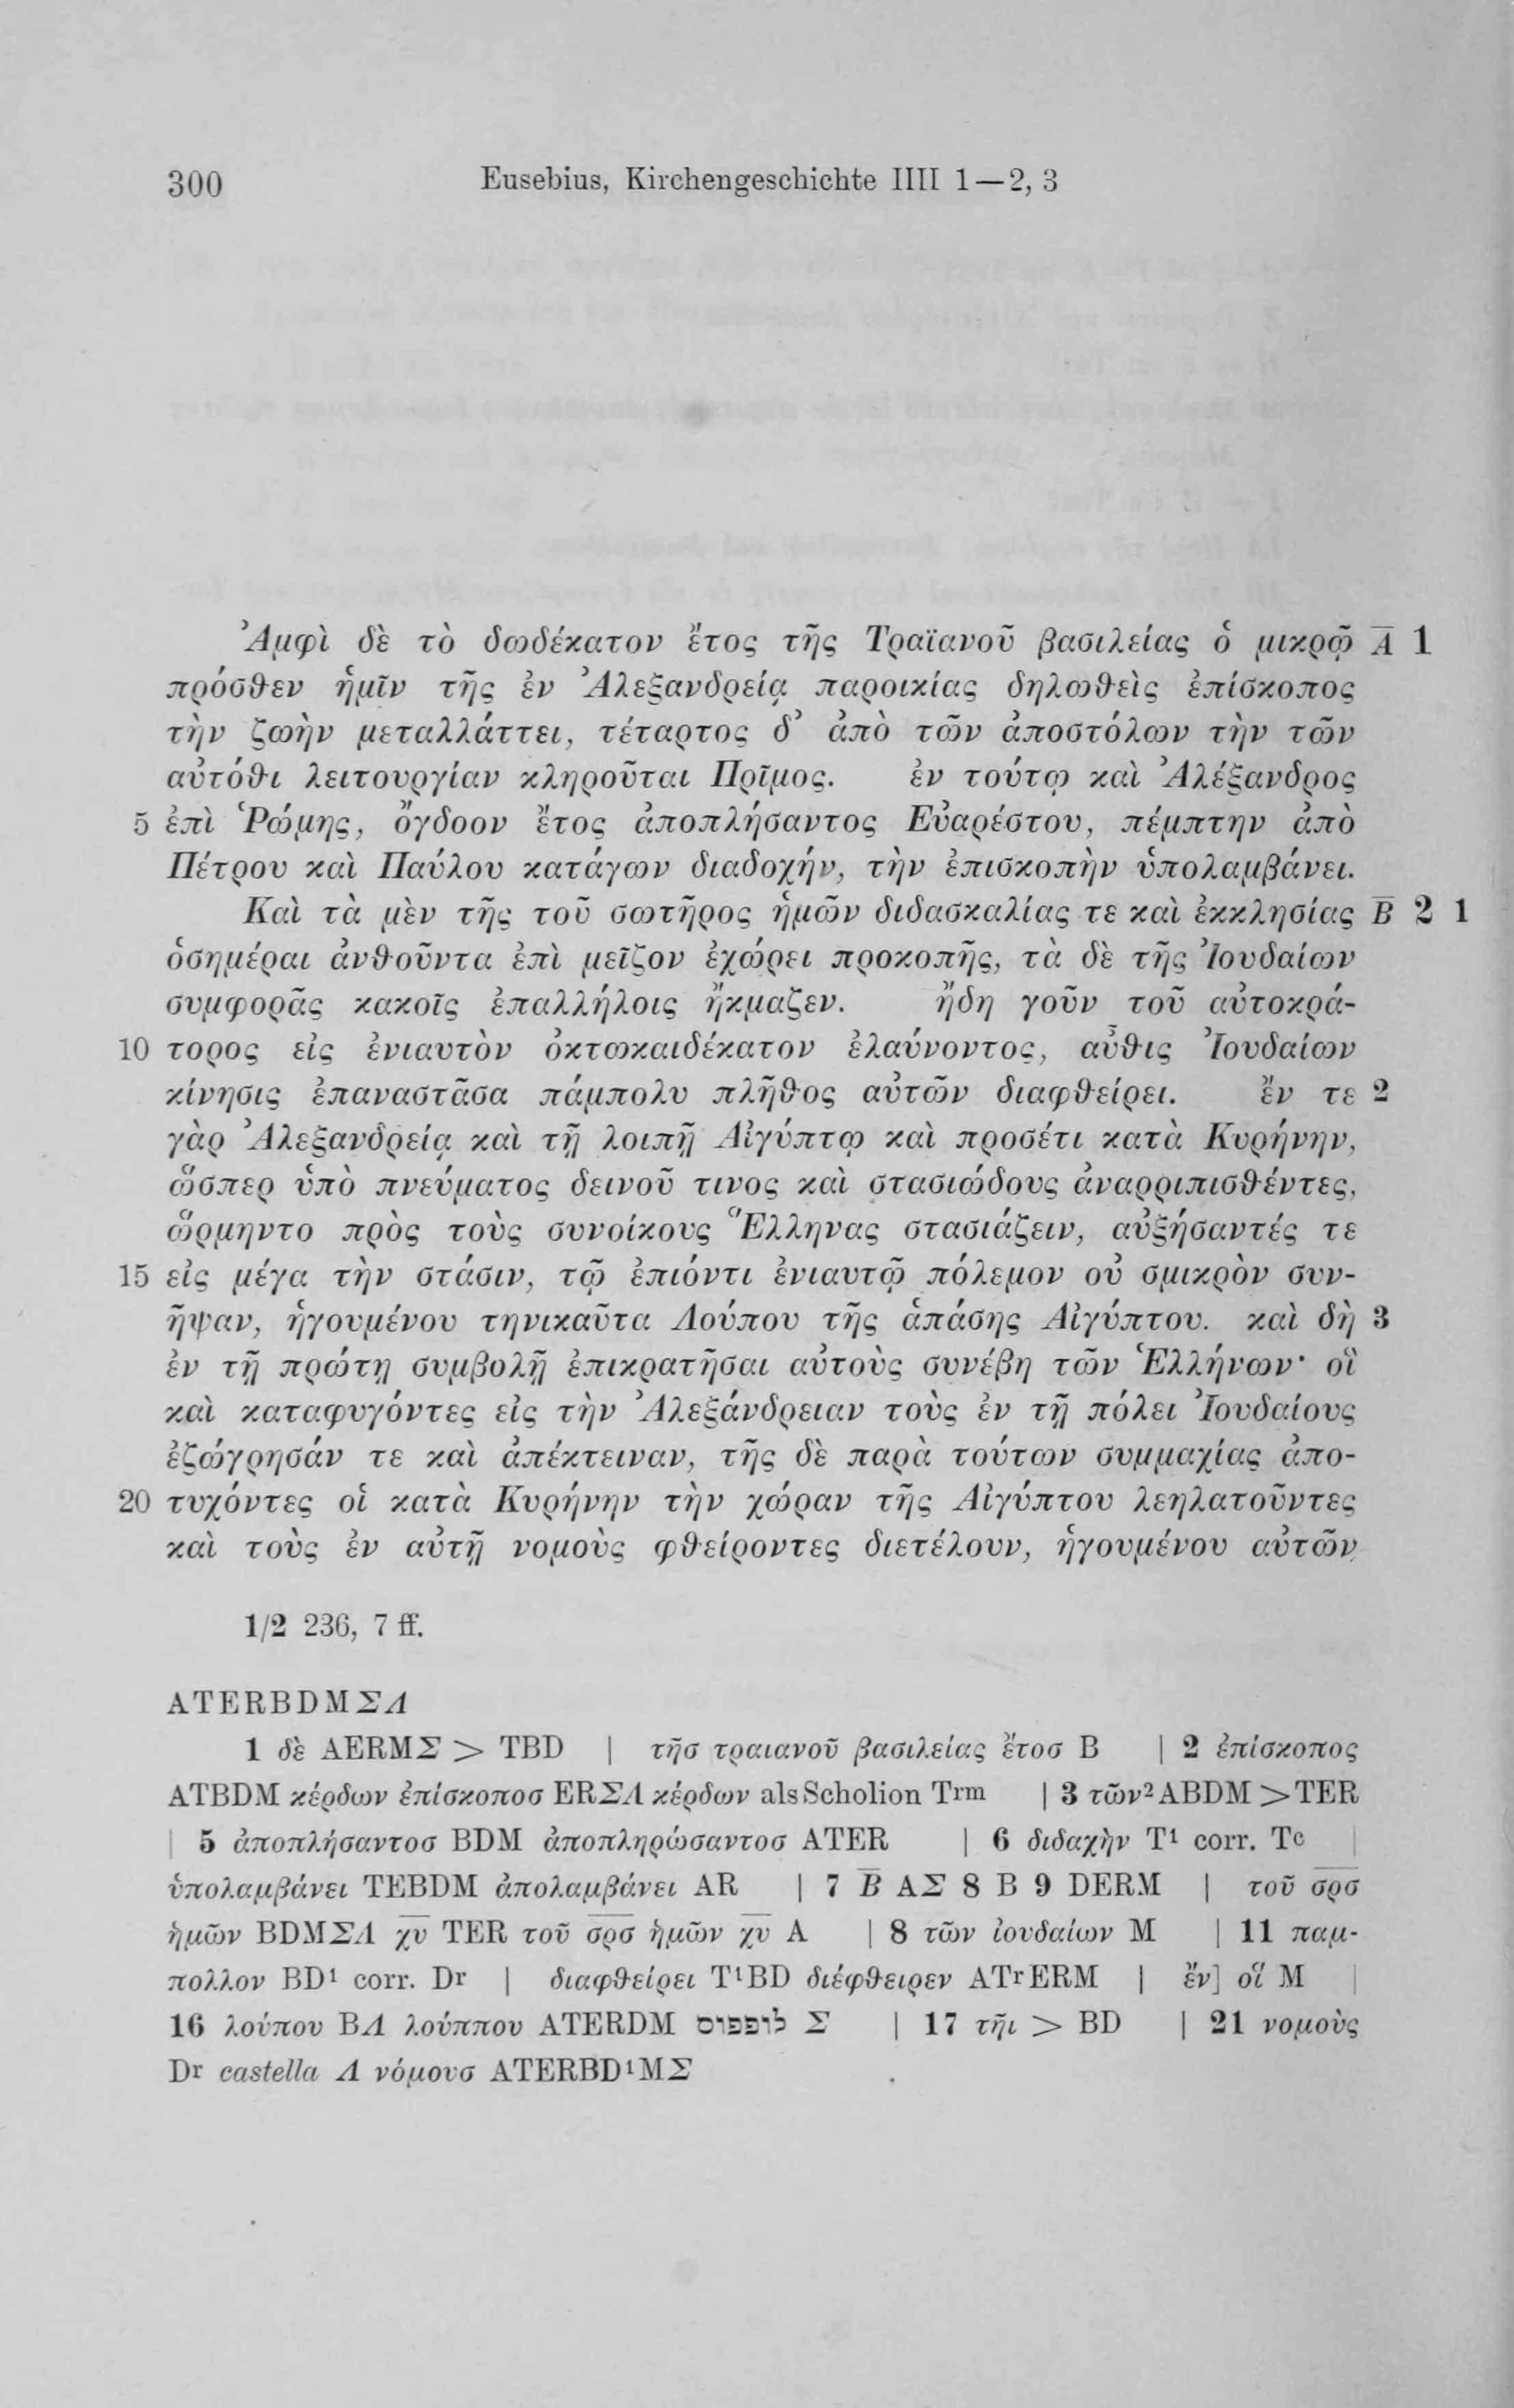 300 Eusebius, Kirchengeschichte IIII 1—2, 3
Ἀμφὶ δὲ τὸ δωδέκατον ἔτος τῆς Τραϊανοῦ βασιλείας ὁ μικρῷ Α̅ 1
πρόσθεν ἡμῖν τῆς ἐν Ἀλεξανδρείᾳ παροικίας δηλωθεὶς ἐπίσκοπος
τὴν ζωὴν μεταλλάττει, τέταρτος δ’ ἀπὸ τῶν ἀποστόλων τὴν τῶν
αὐτόθι λειτουργίαν κληροῦται Πρῖμος. ἐν τούτῳ καὶ Ἀλέξανδρος
5 ἐπὶ Ῥώμης, ὄγδοον ἔτος ἀποπλήσαντος Εὐαρέστου, πέμπτην ἀπὸ
Πέτρου καὶ Παύλου κατάγων διαδοχήν, τὴν ἐπισκοπὴν ὑπολαμβάνει.
Καὶ τὰ μὲν τῆς τοῦ σωτῆρος ἡμῶν διδασκαλίας τε καὶ ἐκκλησίας Β̅ 2 1
ὁσημέραι ἀνθοῦντα ἐπὶ μεῖζον ἐχώρει προκοπῆς, τὰ δὲ τῆς Ἰουδαίων
συμφορᾶς κακοῖς ἐπαλλήλοις ἤκμαζεν. ἤδη γοῦν τοῦ αὐτοκρά-
10 τορος εἰς ἐνιαυτὸν ὀκτωκαιδέκατον ἐλαύνοντος, αὖθις Ἰουδαίων
κίνησις ἐπαναστᾶσα πάμπολυ πλῆθος αὐτῶν διαφθείρει. ἔν τε 2
γὰρ Ἀλεξανδρείᾳ καὶ τῇ λοιπῇ Αἰγύπτῳ καὶ προσέτι κατὰ Κυρήνην,
ὥσπερ ὑπὸ πνεύματος δεινοῦ τινος καὶ στασιώδους ἀναρριπισθέντες,
ὥρμηντο πρὸς τοὺς συνοίκους Ἕλληνας στασιάζειν, αὐξήσαντές τε
15 εἰς μέγα τὴν στάσιν, τῷ ἐπιόντι ἐνιαυτῷ πόλεμον οὐ σμικρὸν συν-
ῆψαν, ἡγουμένου τηνικαῦτα Λούπου τῆς ἁπάσης Αἰγύπτου. καὶ δὴ 3
ἐν τῇ πρώτῃ συμβολῇ ἐπικρατῆσαι αὐτοὺς συνέβη τῶν Ἑλλήνων· οἳ
καὶ καταφυγόντες εἰς τὴν Ἀλεξάνδρειαν τοὺς ἐν τῇ πόλει Ἰουδαίους
ἐζώγρησάν τε καὶ ἀπέκτειναν, τῆς δὲ παρὰ τούτων συμμαχίας ἀπο-
20 τυχόντες οἱ κατὰ Κυρήνην τὴν χώραν τῆς Αἰγύπτου λεηλατοῦντες
καὶ τοὺς ἐν αὐτῇ νομοὺς φθείροντες διετέλουν, ἡγουμένου αὐτῶν
1/2 236, 7 ff.
ATERBDMΣΛ
1 δὲ AERMΣ > TBD | τῆσ τραιανοῦ βασιλείας ἔτοσ B | 2 ἐπίσκοπος
ATBDM κέρδων ἐπίσκοποσ ERΣΛ κέρδων als Scholion Trm | 3 τῶν² ABDM > TER
| 5 ἀποπλήσαντοσ BDM ἀποπληρώσαντοσ ATER | 6 διδαχὴν T¹ corr. Tc |
ὑπολαμβάνει TEBDM ἀπολαμβάνει AR | 7 Β̅ ΑΣ 8 B 9 DERM | τοῦ σ̅ρ̅σ̅
ἡμῶν BDMΣΛ χ̅υ̅ TER τοῦ σ̅ρ̅σ̅ ἡμῶν χ̅υ̅ A | 8 τῶν ἰουδαίων M | 11 παμ-
πολλον BD¹ corr. Dr | διαφθείρει T¹BD διέφθειρεν ATrERM | ἔν] οἵ M |
16 λούπου BΛ λούππου ATERDM לופפוס Σ | 17 τῆι > BD | 21 νομοὺς
Dr castella Λ νόμουσ ATERBD¹MΣ